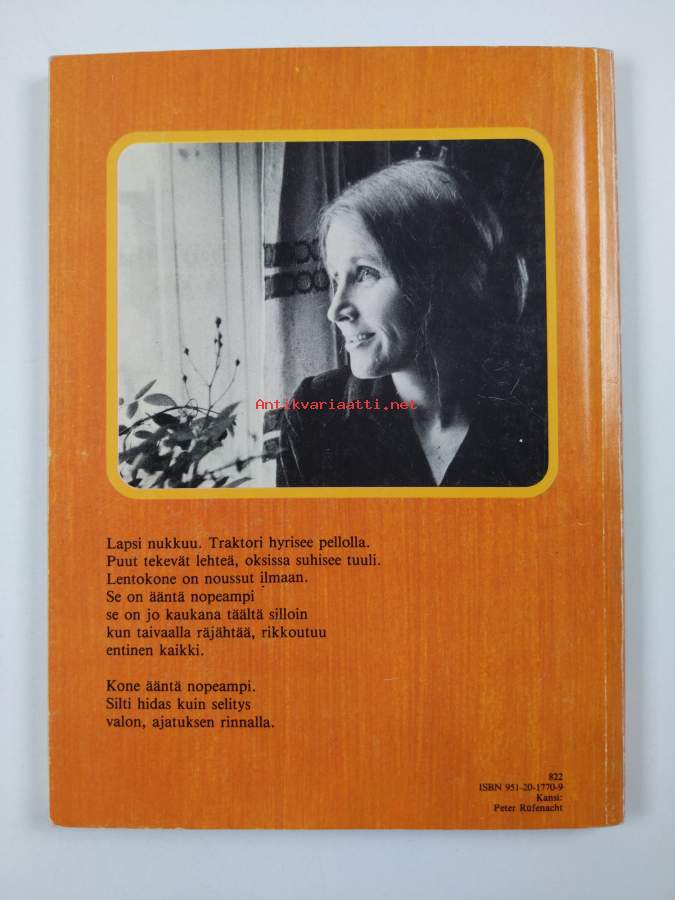 Antikvariaatti.net
Lapsi nukkuu. Traktori hyrisee pellolla.
Puut tekevät lehteä, oksissa suhisee tuuli.
Lentokone on noussut ilmaan.
Se on ääntä nopeampi
se on jo kaukana täältä silloin
kun taivaalla räjähtää, rikkoutuu
entinen kaikki.
Kone ääntä nopeampi.
Silti hidas kuin selitys
valon, ajatuksen rinnalla.
822
ISBN 951-20-1770-9
Kansi:
Peter Rüfenacht